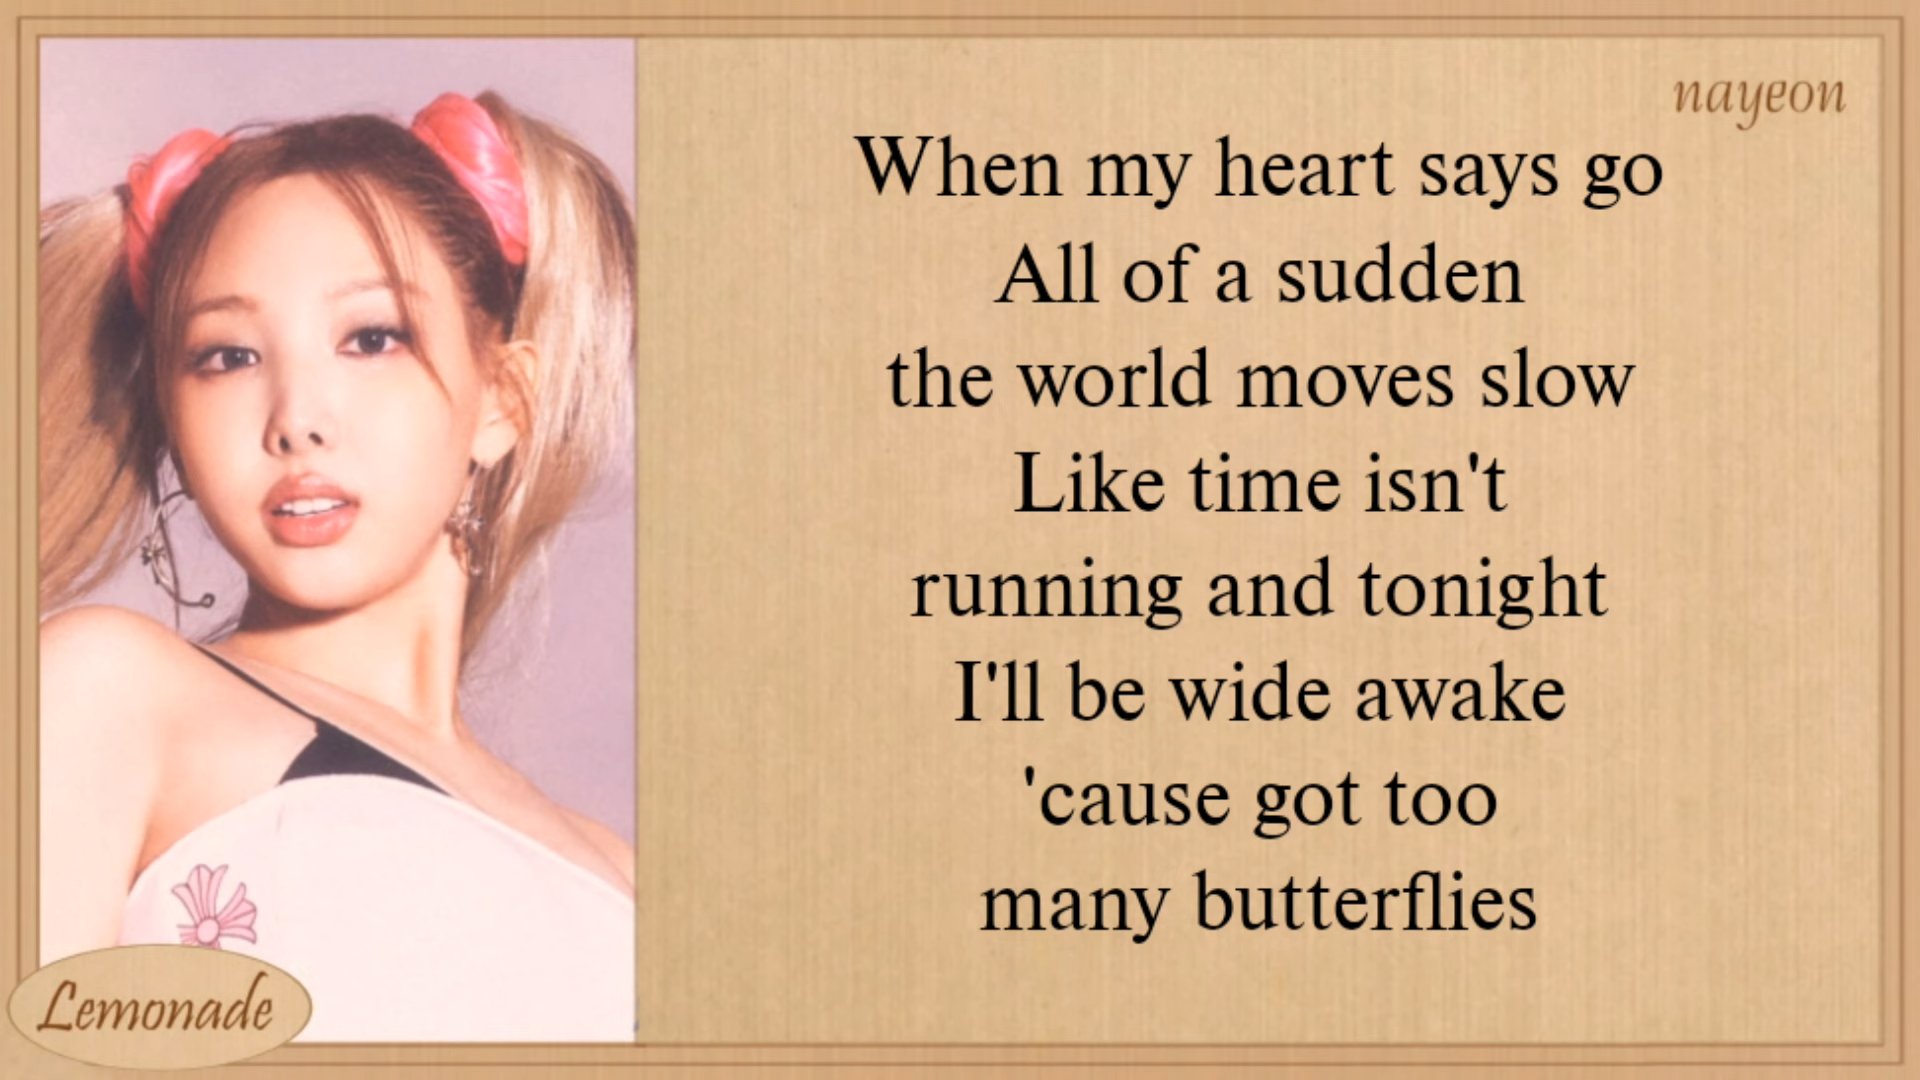 nayeon
When my heart says go
All of a sudden
the world moves slow
Like time isn't
running and tonight
I'll be wide awake
'cause got too
many butterflies
Lemonade